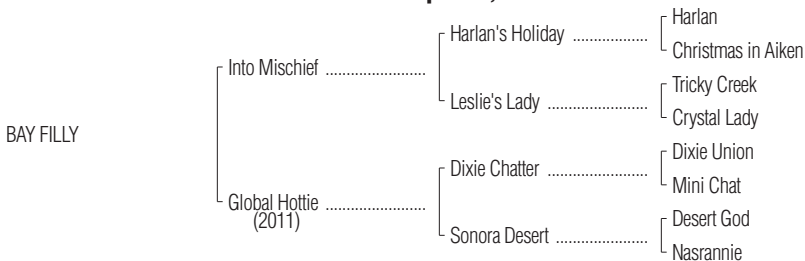 Harlan
Harlan's Holiday ..................
Christmas in Aiken
Into Mischief ........................
Tricky Creek
Leslie's Lady ........................
Crystal Lady
BAY FILLY
Dixie Union
Dixie Chatter ........................
Mini Chat
Global Hottie ........................
(2011)
Desert God
Sonora Desert ......................
Nasrannie